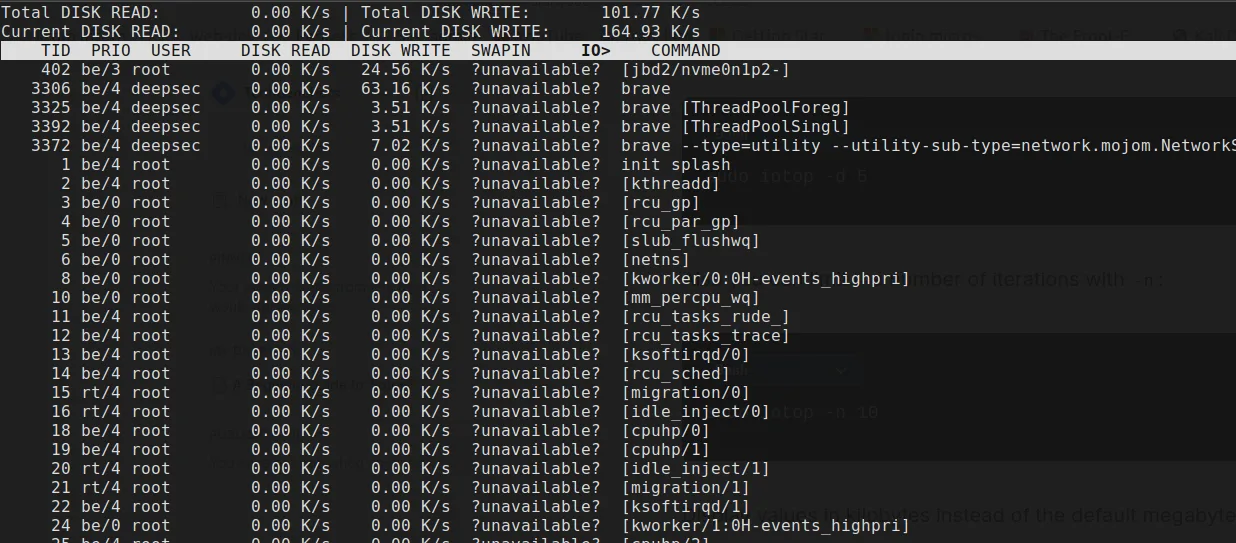 Total DISK READ:         0.00 K/s | Total DISK WRITE:       101.77 K/s
Current DISK READ:       0.00 K/s | Current DISK WRITE:     164.93 K/s
    TID  PRIO  USER     DISK READ  DISK WRITE  SWAPIN     IO>    COMMAND
    402 be/3 root        0.00 K/s   24.56 K/s  ?unavailable?  [jbd2/nvme0n1p2-]
   3306 be/4 deepsec     0.00 K/s   63.16 K/s  ?unavailable?  brave
   3325 be/4 deepsec     0.00 K/s    3.51 K/s  ?unavailable?  brave [ThreadPoolForeg]
   3392 be/4 deepsec     0.00 K/s    3.51 K/s  ?unavailable?  brave [ThreadPoolSingl]
   3372 be/4 deepsec     0.00 K/s    7.02 K/s  ?unavailable?  brave --type=utility --utility-sub-type=network.mojom.NetworkS
      1 be/4 root        0.00 K/s    0.00 K/s  ?unavailable?  init splash
      2 be/4 root        0.00 K/s    0.00 K/s  ?unavailable?  [kthreadd]
      3 be/0 root        0.00 K/s    0.00 K/s  ?unavailable?  [rcu_gp]
      4 be/0 root        0.00 K/s    0.00 K/s  ?unavailable?  [rcu_par_gp]
      5 be/0 root        0.00 K/s    0.00 K/s  ?unavailable?  [slub_flushwq]
      6 be/0 root        0.00 K/s    0.00 K/s  ?unavailable?  [netns]
      8 be/0 root        0.00 K/s    0.00 K/s  ?unavailable?  [kworker/0:0H-events_highpri]
     10 be/0 root        0.00 K/s    0.00 K/s  ?unavailable?  [mm_percpu_wq]
     11 be/4 root        0.00 K/s    0.00 K/s  ?unavailable?  [rcu_tasks_rude_]
     12 be/4 root        0.00 K/s    0.00 K/s  ?unavailable?  [rcu_tasks_trace]
     13 be/4 root        0.00 K/s    0.00 K/s  ?unavailable?  [ksoftirqd/0]
     14 be/4 root        0.00 K/s    0.00 K/s  ?unavailable?  [rcu_sched]
     15 rt/4 root        0.00 K/s    0.00 K/s  ?unavailable?  [migration/0]
     16 rt/4 root        0.00 K/s    0.00 K/s  ?unavailable?  [idle_inject/0]
     18 be/4 root        0.00 K/s    0.00 K/s  ?unavailable?  [cpuhp/0]
     19 be/4 root        0.00 K/s    0.00 K/s  ?unavailable?  [cpuhp/1]
     20 rt/4 root        0.00 K/s    0.00 K/s  ?unavailable?  [idle_inject/1]
     21 rt/4 root        0.00 K/s    0.00 K/s  ?unavailable?  [migration/1]
     22 be/4 root        0.00 K/s    0.00 K/s  ?unavailable?  [ksoftirqd/1]
     24 be/0 root        0.00 K/s    0.00 K/s  ?unavailable?  [kworker/1:0H-events_highpri]
     25 be/4 root        0.00 K/s    0.00 K/s  ?unavailable?  [cpuhp/2]